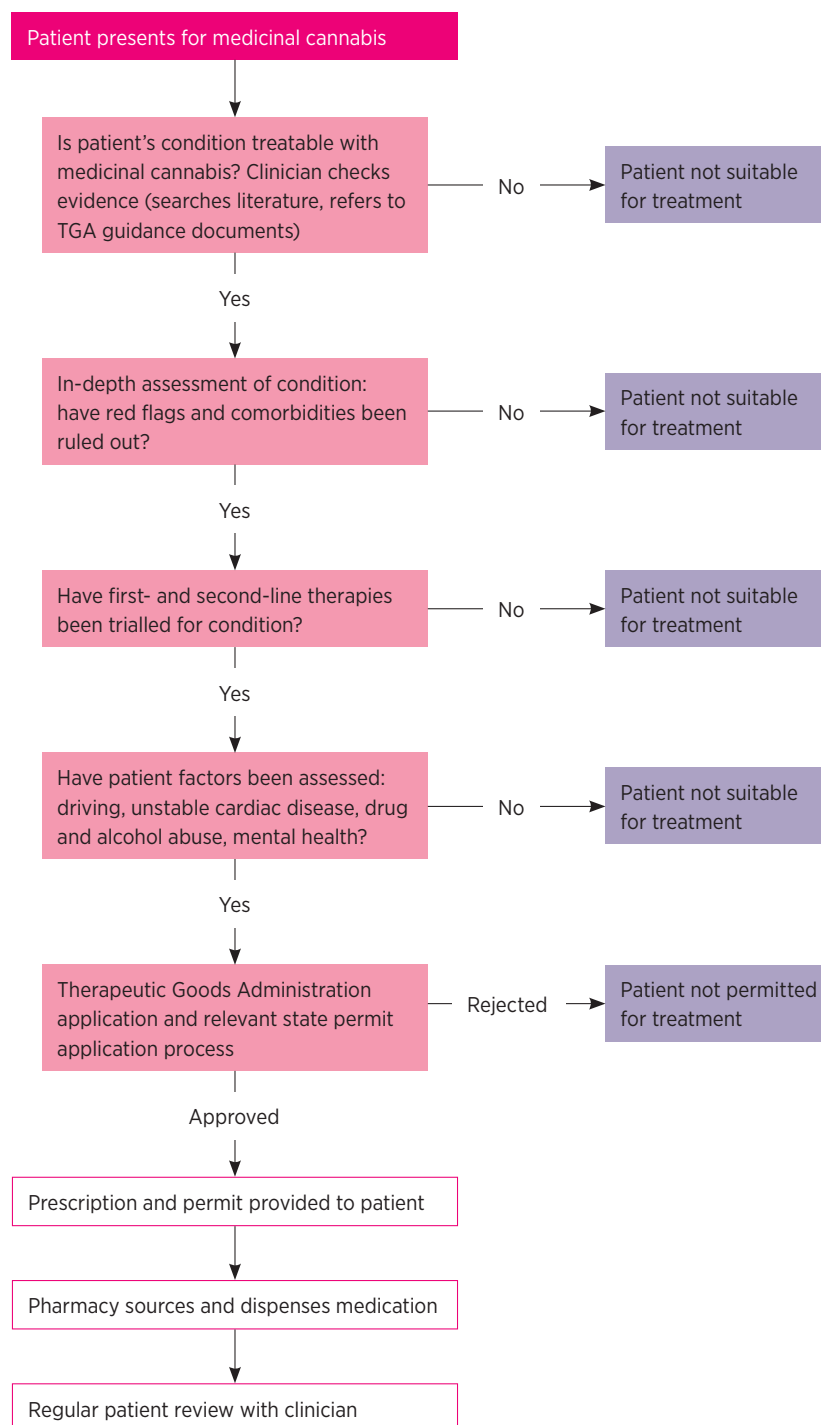 Patient presents for medicinal cannabis
Is patient’s condition treatable with
medicinal cannabis? Clinician checks
evidence (searches literature, refers to
TGA guidance documents)
No
Patient not suitable
for treatment
Yes
In-depth assessment of condition:
have red flags and comorbidities been
ruled out?
No
Patient not suitable
for treatment
Yes
Have first- and second-line therapies
been trialled for condition?
No
Patient not suitable
for treatment
Yes
Have patient factors been assessed:
driving, unstable cardiac disease, drug
and alcohol abuse, mental health?
No
Patient not suitable
for treatment
Yes
Therapeutic Goods Administration
application and relevant state permit
application process
Rejected
Patient not permitted
for treatment
Approved
Prescription and permit provided to patient
Pharmacy sources and dispenses medication
Regular patient review with clinician